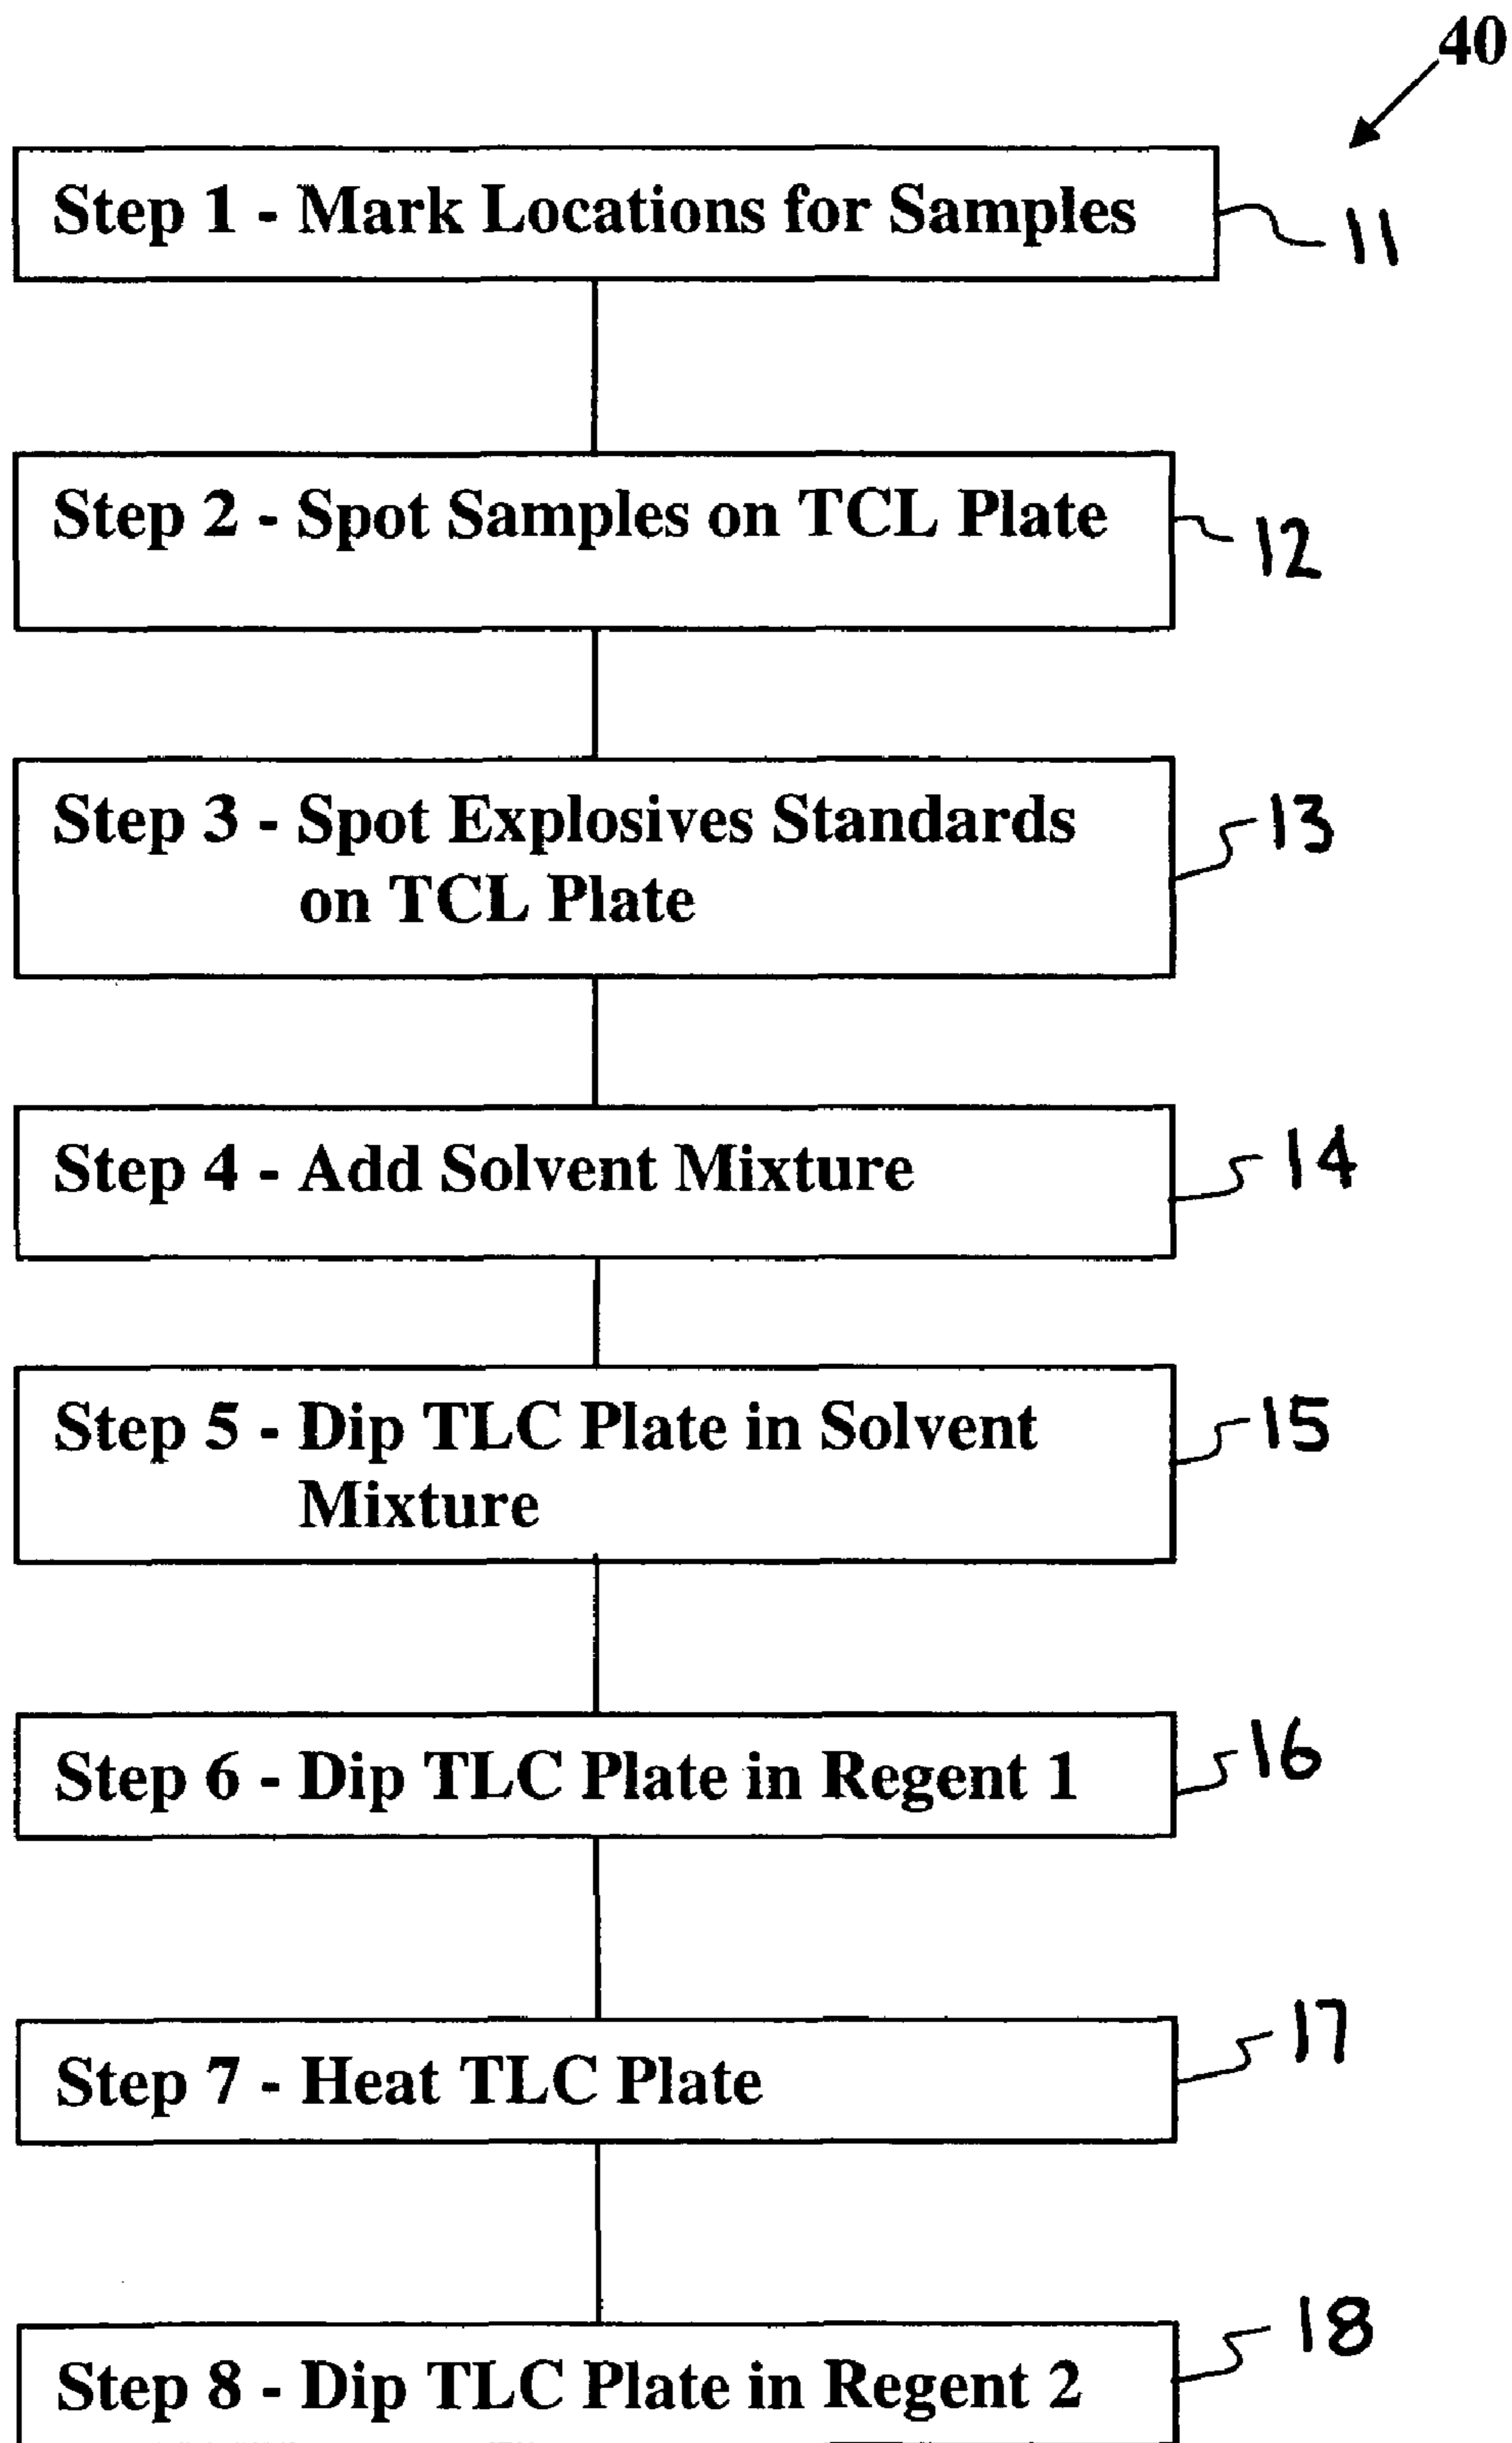 40
Step 1 - Mark Locations for Samples
11
Step 2 - Spot Samples on TCL Plate
12
Step 3 - Spot Explosives Standards
on TCL Plate
13
Step 4 - Add Solvent Mixture
14
Step 5 - Dip TLC Plate in Solvent
Mixture
15
Step 6 - Dip TLC Plate in Regent 1
16
Step 7 - Heat TLC Plate
17
Step 8 - Dip TLC Plate in Regent 2
18